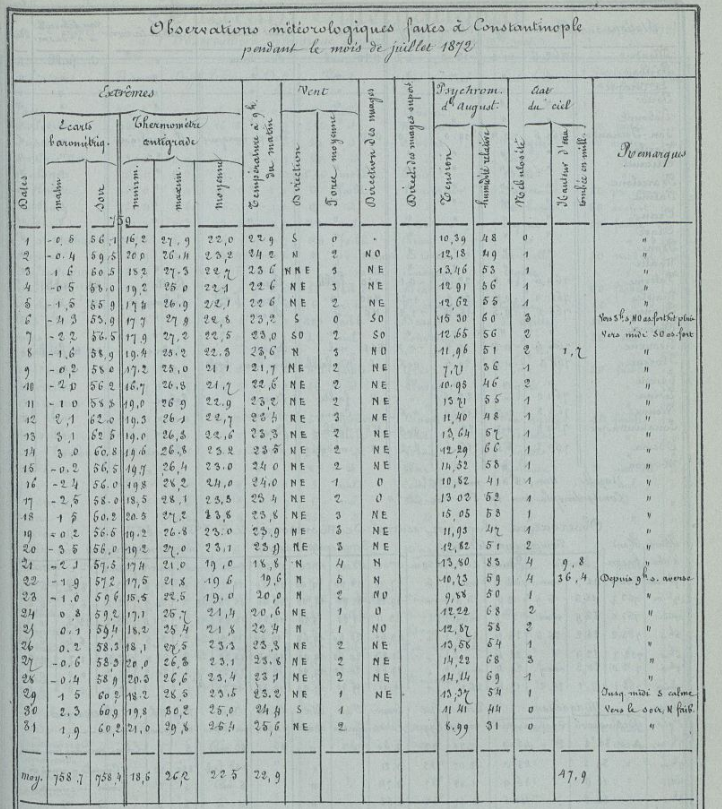 Observations météorologiques faites à Constantinople
pendant le mois de juillet 1872
Extrêmes Vent Psychrom. d'August. état du ciel
Ecarts barométriq. Thermomètre centigrade
Dates matin soir minim. maxim. moyenne Température à 9h. du matin Direction Force moyenne Direction des nuages Direct. des nuages supér. Tension humidité relative Nébulosité Hauteur d'eau tombée en mill. Remarques
759
1 -0,5 56,1 16,2 27,9 22,0 22,9 S 0 - 10,39 48 0 "
2 -0,4 59,5 20,0 26,4 23,2 24,2 N 2 NO 12,18 49 1 "
3 1,6 60,5 18,2 27,3 22,7 23,6 NNE 3 NE 13,46 53 1 "
4 -0,5 58,0 19,2 25,0 22,1 22,6 NE 3 NE 12,91 56 1 "
5 -1,5 55,9 17,4 26,9 22,1 22,6 NE 2 NE 12,62 55 1 "
6 -4,3 53,9 17,7 27,9 22,8 23,2 S 0 SO 15,30 60 3 Vers 5h s, NO as. fort et pluie
7 -2,2 56,5 17,9 27,2 22,5 23,0 SO 2 SO 12,65 56 2 Vers midi SO as. fort
8 -1,6 58,9 19,4 25,2 22,3 23,6 N 3 NO 11,96 51 2 1,7 "
9 -0,2 58,0 17,2 25,0 21,1 21,7 NE 2 NE 7,71 36 1 "
10 -2,0 56,2 16,7 26,8 21,7 22,6 NE 2 NE 10,93 46 2 "
11 -1,0 58,8 19,0 26,9 22,9 23,2 NE 2 NE 13,71 55 1 "
12 2,1 62,0 19,3 26,1 22,7 23,4 NE 3 NE 11,40 48 1 "
13 3,1 62,5 19,0 26,3 22,6 23,3 NE 2 NE 13,64 57 1 "
14 3,0 60,8 19,6 26,8 23,2 23,5 NE 2 NE 12,29 66 1 "
15 -0,2 56,5 19,7 26,4 23,0 24,0 NE 2 NE 14,52 58 1 "
16 -2,4 56,0 19,8 28,2 24,0 24,0 NE 1 O 10,82 41 1 "
17 -2,5 58,0 18,5 28,1 23,3 23,4 NE 2 O 13,02 52 1 "
18 1,5 60,2 20,5 27,2 23,8 23,8 NE 3 NE 15,05 53 1 "
19 -0,2 56,5 19,2 26,8 23,0 23,9 NE 3 NE 11,93 47 1 "
20 -3,5 56,0 19,2 27,0 23,1 23,9 NE 3 NE 12,82 51 2 "
21 -2,1 57,5 17,4 21,0 19,0 18,8 N 4 N 13,80 83 4 9,8 "
22 -1,9 57,2 17,5 21,8 19,6 19,6 N 5 N 10,73 59 4 36,4 Depuis 9h s. averse
23 -1,0 59,6 15,5 22,5 19,0 20,0 N 2 NO 9,88 50 1 "
24 0,8 59,2 17,1 25,7 21,4 20,6 NE 1 O 12,22 68 2 "
25 0,1 59,4 18,2 25,4 21,8 22,4 N 1 NO 12,87 58 2 "
26 0,2 58,3 18,1 27,5 23,3 23,3 NE 2 NE 13,58 54 1 "
27 -0,6 58,3 20,0 26,3 23,1 23,8 NE 2 NE 14,22 68 3 "
28 -0,4 58,9 20,3 26,6 23,4 23,1 NE 2 NE 14,14 69 1 "
29 1,5 60,2 18,2 28,5 23,5 23,2 NE 1 NE 13,37 54 1 Jusq. midi S calme
30 2,3 60,9 19,8 30,2 25,0 24,4 S 1 11,41 44 0 Vers le soir, N faib.
31 1,9 60,2 21,0 29,8 25,4 25,6 NE 2 8,99 31 0 "
moy. 758,7 758,4 18,6 26,2 22,5 22,9 47,9